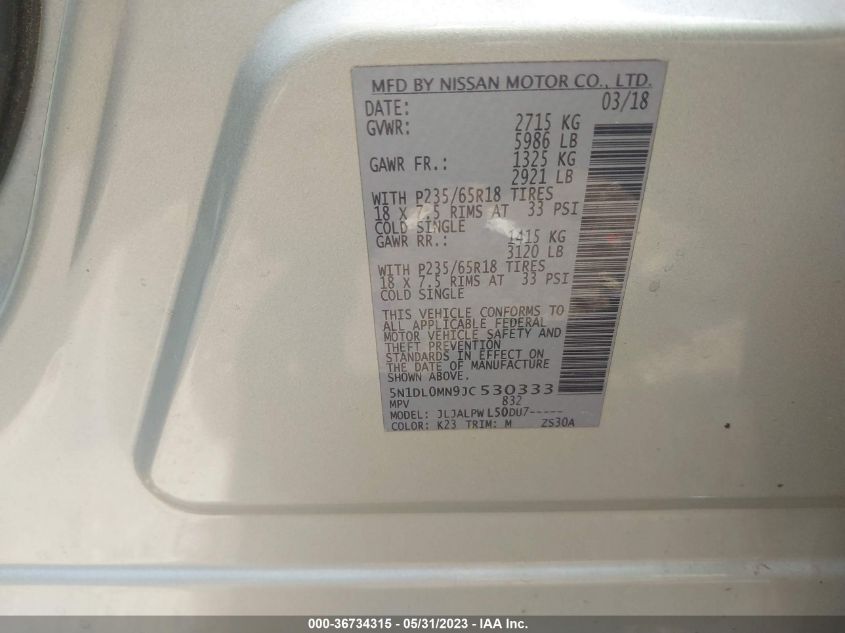 MFD BY NISSAN MOTOR CO., LTD.
DATE: 03/18
GVWR: 2715 KG
5986 LB
GAWR FR.: 1325 KG
2921 LB
WITH P235/65R18 TIRES
18 X 7.5 RIMS AT 33 PSI
COLD SINGLE
GAWR RR.: 1415 KG
3120 LB
WITH P235/65R18 TIRES
18 X 7.5 RIMS AT 33 PSI
COLD SINGLE
THIS VEHICLE CONFORMS TO
ALL APPLICABLE FEDERAL
MOTOR VEHICLE SAFETY AND
THEFT PREVENTION
STANDARDS IN EFFECT ON
THE DATE OF MANUFACTURE
SHOWN ABOVE.
5N1DL0MN9JC530333
MPV 832
MODEL: JLJALPWL50DU7-----
COLOR: K23 TRIM: M ZS30A
000-36734315 - 05/31/2023 - IAA Inc.